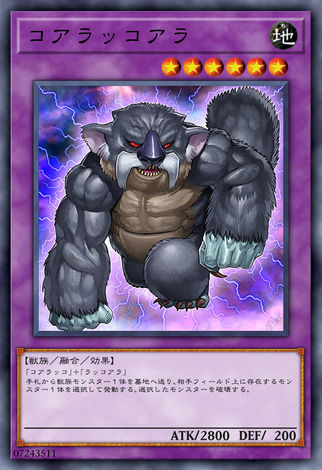 コアラッコアラ
地
【獣族／融合／効果】
「コアラッコ」＋「ラッコアラ」
手札から獣族モンスター１体を墓地へ送り、相手フィールド上に存在するモン
スター１体を選択して発動する。選択したモンスターを破壊する。
ATK/2800 DEF/ 200
07243511